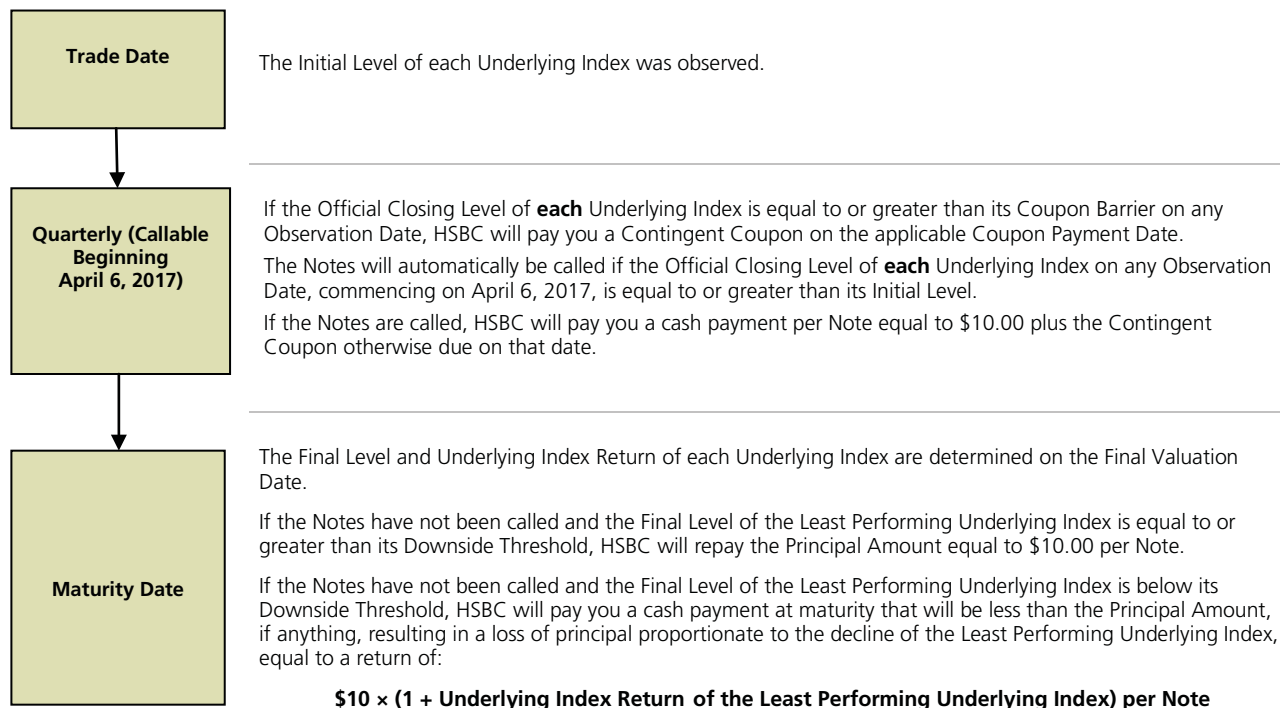 Trade Date
The Initial Level of each Underlying Index was observed.
Quarterly (Callable
Beginning
April 6, 2017)
If the Official Closing Level of each Underlying Index is equal to or greater than its Coupon Barrier on any
Observation Date, HSBC will pay you a Contingent Coupon on the applicable Coupon Payment Date.
The Notes will automatically be called if the Official Closing Level of each Underlying Index on any Observation
Date, commencing on April 6, 2017, is equal to or greater than its Initial Level.
If the Notes are called, HSBC will pay you a cash payment per Note equal to $10.00 plus the Contingent
Coupon otherwise due on that date.
Maturity Date
The Final Level and Underlying Index Return of each Underlying Index are determined on the Final Valuation
Date.
If the Notes have not been called and the Final Level of the Least Performing Underlying Index is equal to or
greater than its Downside Threshold, HSBC will repay the Principal Amount equal to $10.00 per Note.
If the Notes have not been called and the Final Level of the Least Performing Underlying Index is below its
Downside Threshold, HSBC will pay you a cash payment at maturity that will be less than the Principal Amount,
if anything, resulting in a loss of principal proportionate to the decline of the Least Performing Underlying Index,
equal to a return of:
$10 × (1 + Underlying Index Return of the Least Performing Underlying Index) per Note